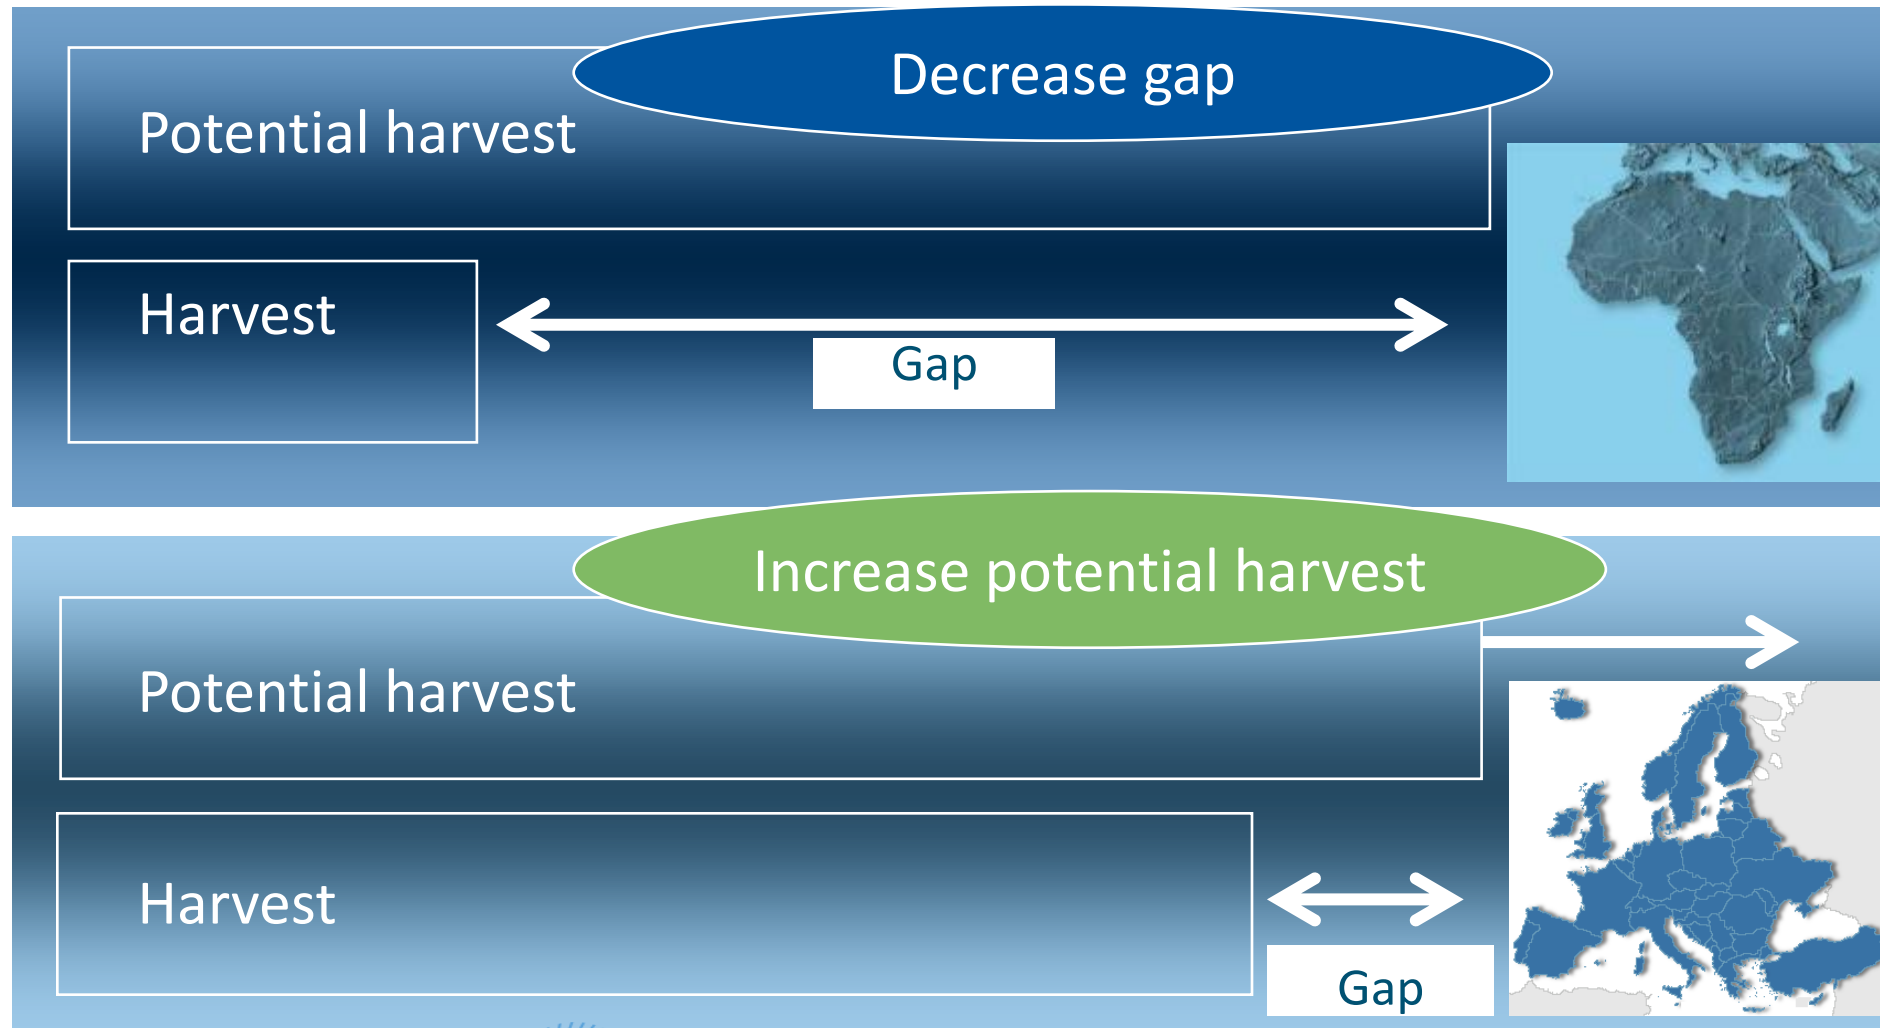 Decrease gap
Potential harvest
Harvest
Gap
Increase potential harvest
Potential harvest
Harvest
Gap